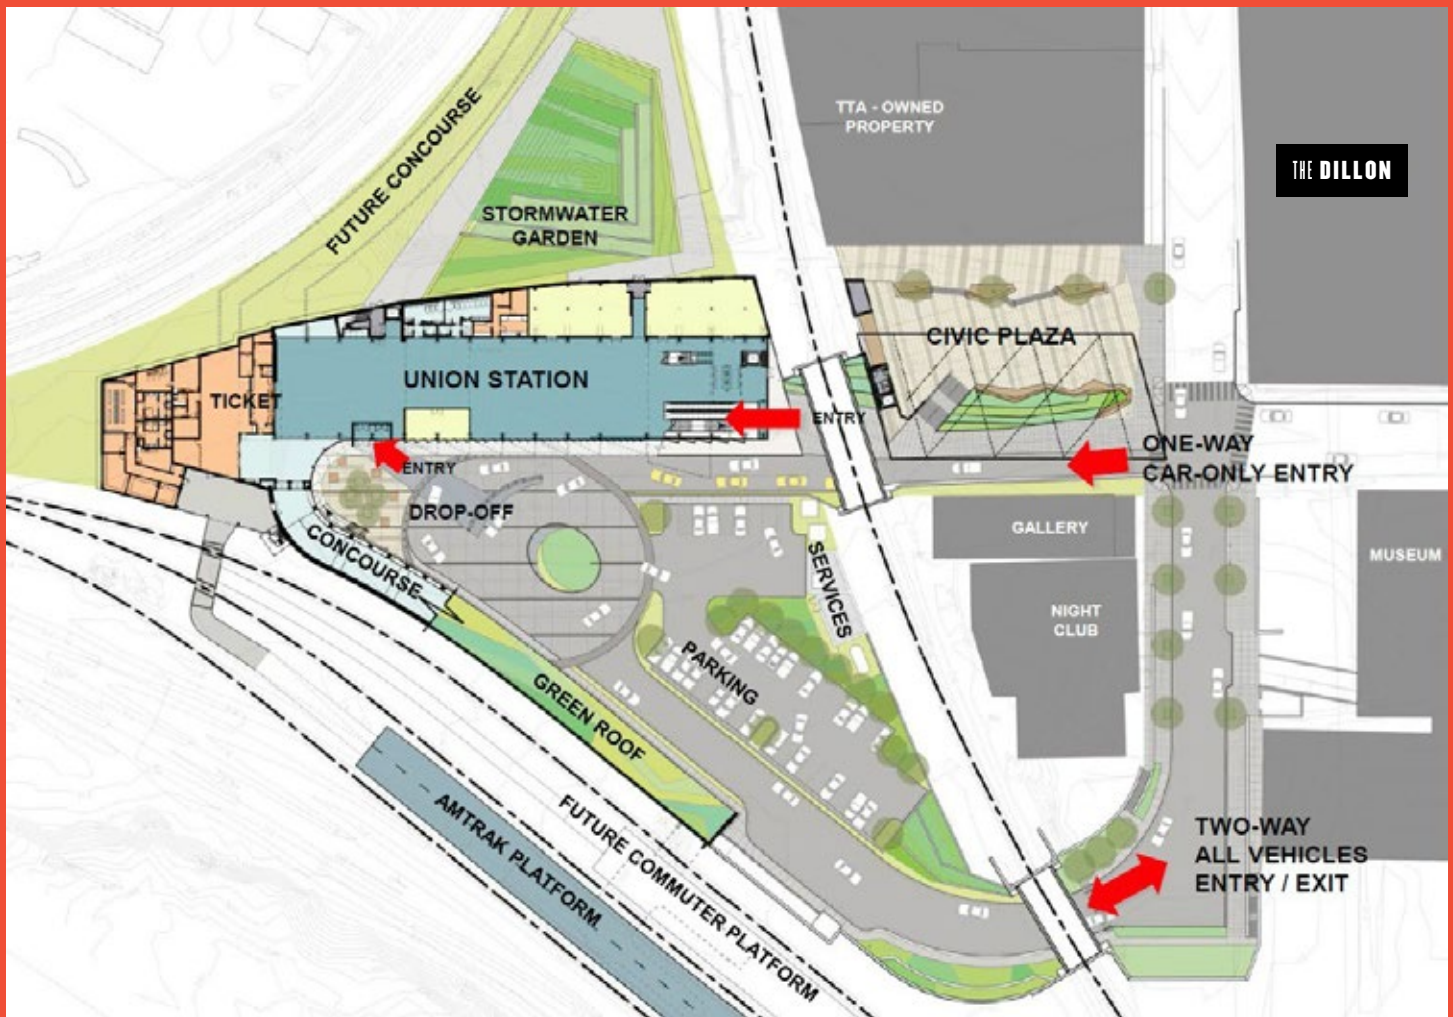 TTA - OWNED
PROPERTY
THE DILLON
FUTURE CONCOURSE
STORMWATER
GARDEN
CIVIC PLAZA
UNION STATION
TICKET
ENTRY
ONE-WAY
CAR-ONLY ENTRY
ENTRY
DROP-OFF
GALLERY
MUSEUM
CONCOURSE
SERVICES
NIGHT
CLUB
PARKING
GREEN ROOF
AMTRAK PLATFORM
FUTURE COMMUTER PLATFORM
TWO-WAY
ALL VEHICLES
ENTRY / EXIT